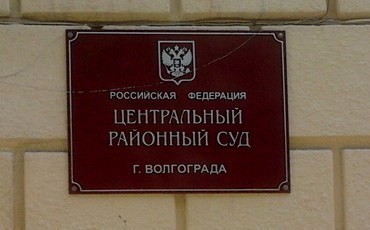 РОССИЙСКАЯ ФЕДЕРАЦИЯ
ЦЕНТРАЛЬНЫЙ
РАЙОННЫЙ СУД
Г. ВОЛГОГРАДА